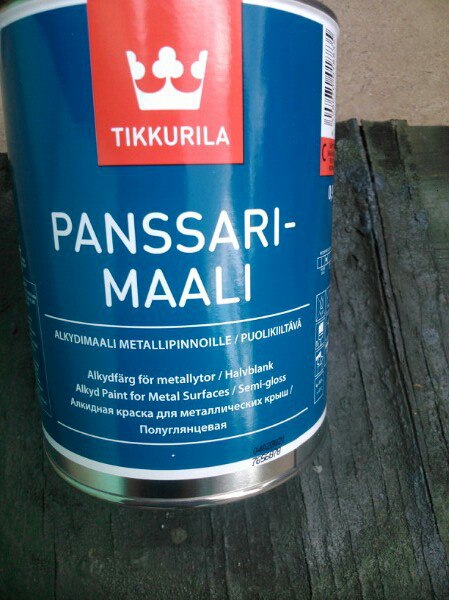 TIKKURILA
PANSSARI-
MAALI
ALKYDIMAALI METALLIPINNOILLE / PUOLIKIILTÄVÄ
Alkydfärg för metallytor / Halvblank
Alkyd Paint for Metal Surfaces / Semi-gloss
Алкидная краска для металлических крыш /
Полуглянцевая